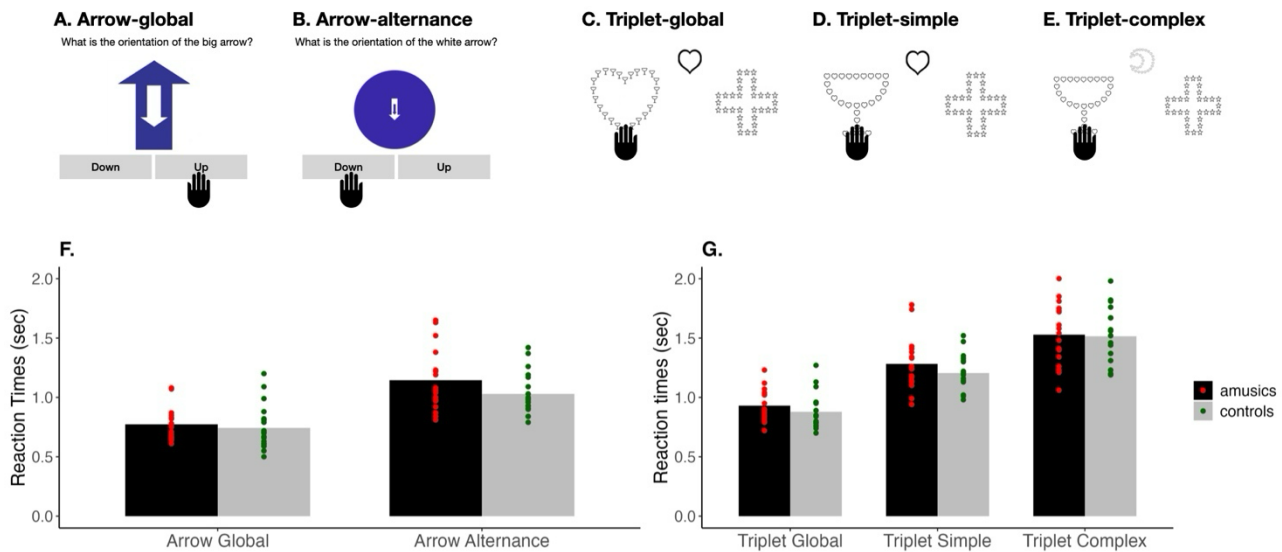 A. Arrow-global
What is the orientation of the big arrow?
Down
Up
B. Arrow-alternance
What is the orientation of the white arrow?
Down
Up
C. Triplet-global
D. Triplet-simple
E. Triplet-complex
F.
Reaction Times (sec)
2.0
1.5
1.0
0.5
0.0
Arrow Global
Arrow Alternance
G.
Reaction times (sec)
2.0
1.5
1.0
0.5
0.0
Triplet Global
Triplet Simple
Triplet Complex
amusics
controls